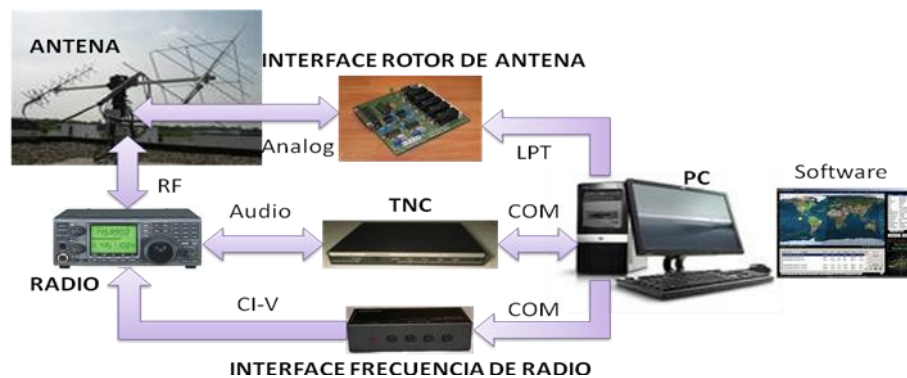 ANTENA
INTERFACE ROTOR DE ANTENA
Analog
LPT
RF
Software
PC
Audio
TNC
COM
RADIO
CI-V
COM
INTERFACE FRECUENCIA DE RADIO